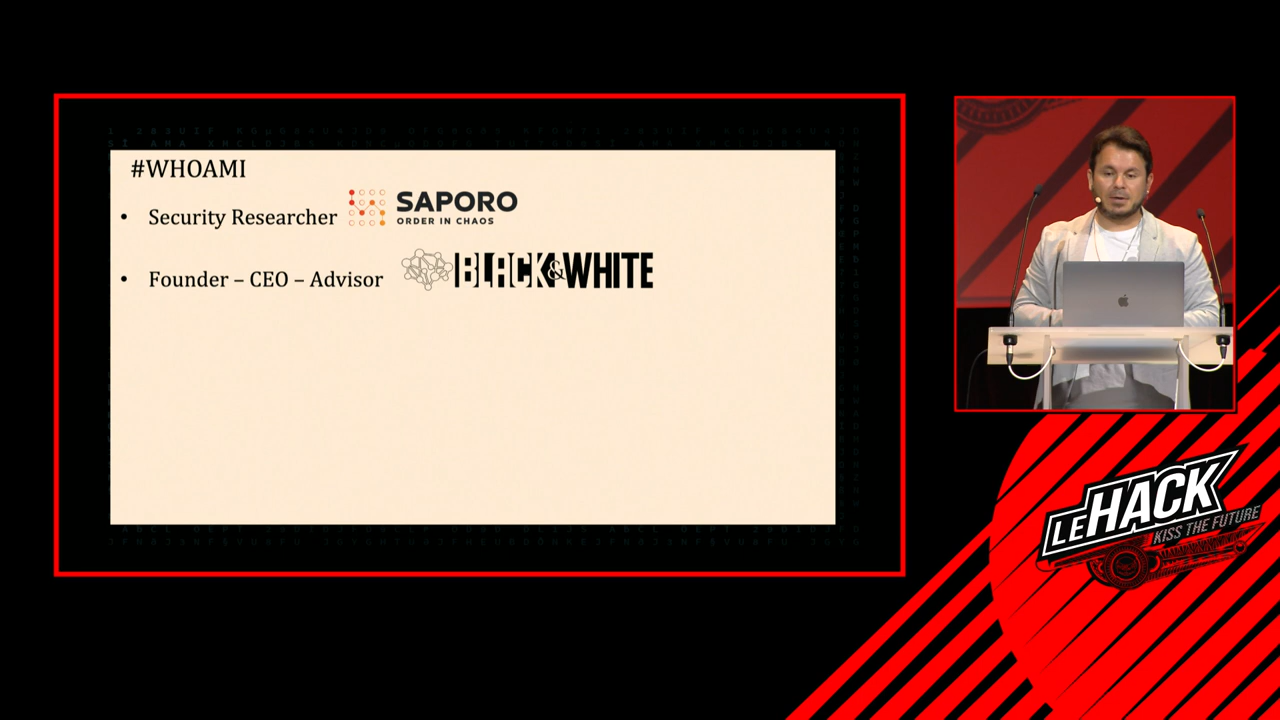 #WHOAMI
• Security Researcher
SAPORO
ORDER IN CHAOS
• Founder – CEO – Advisor
BLACK&WHITE
LEHACK
KISS THE FUTURE